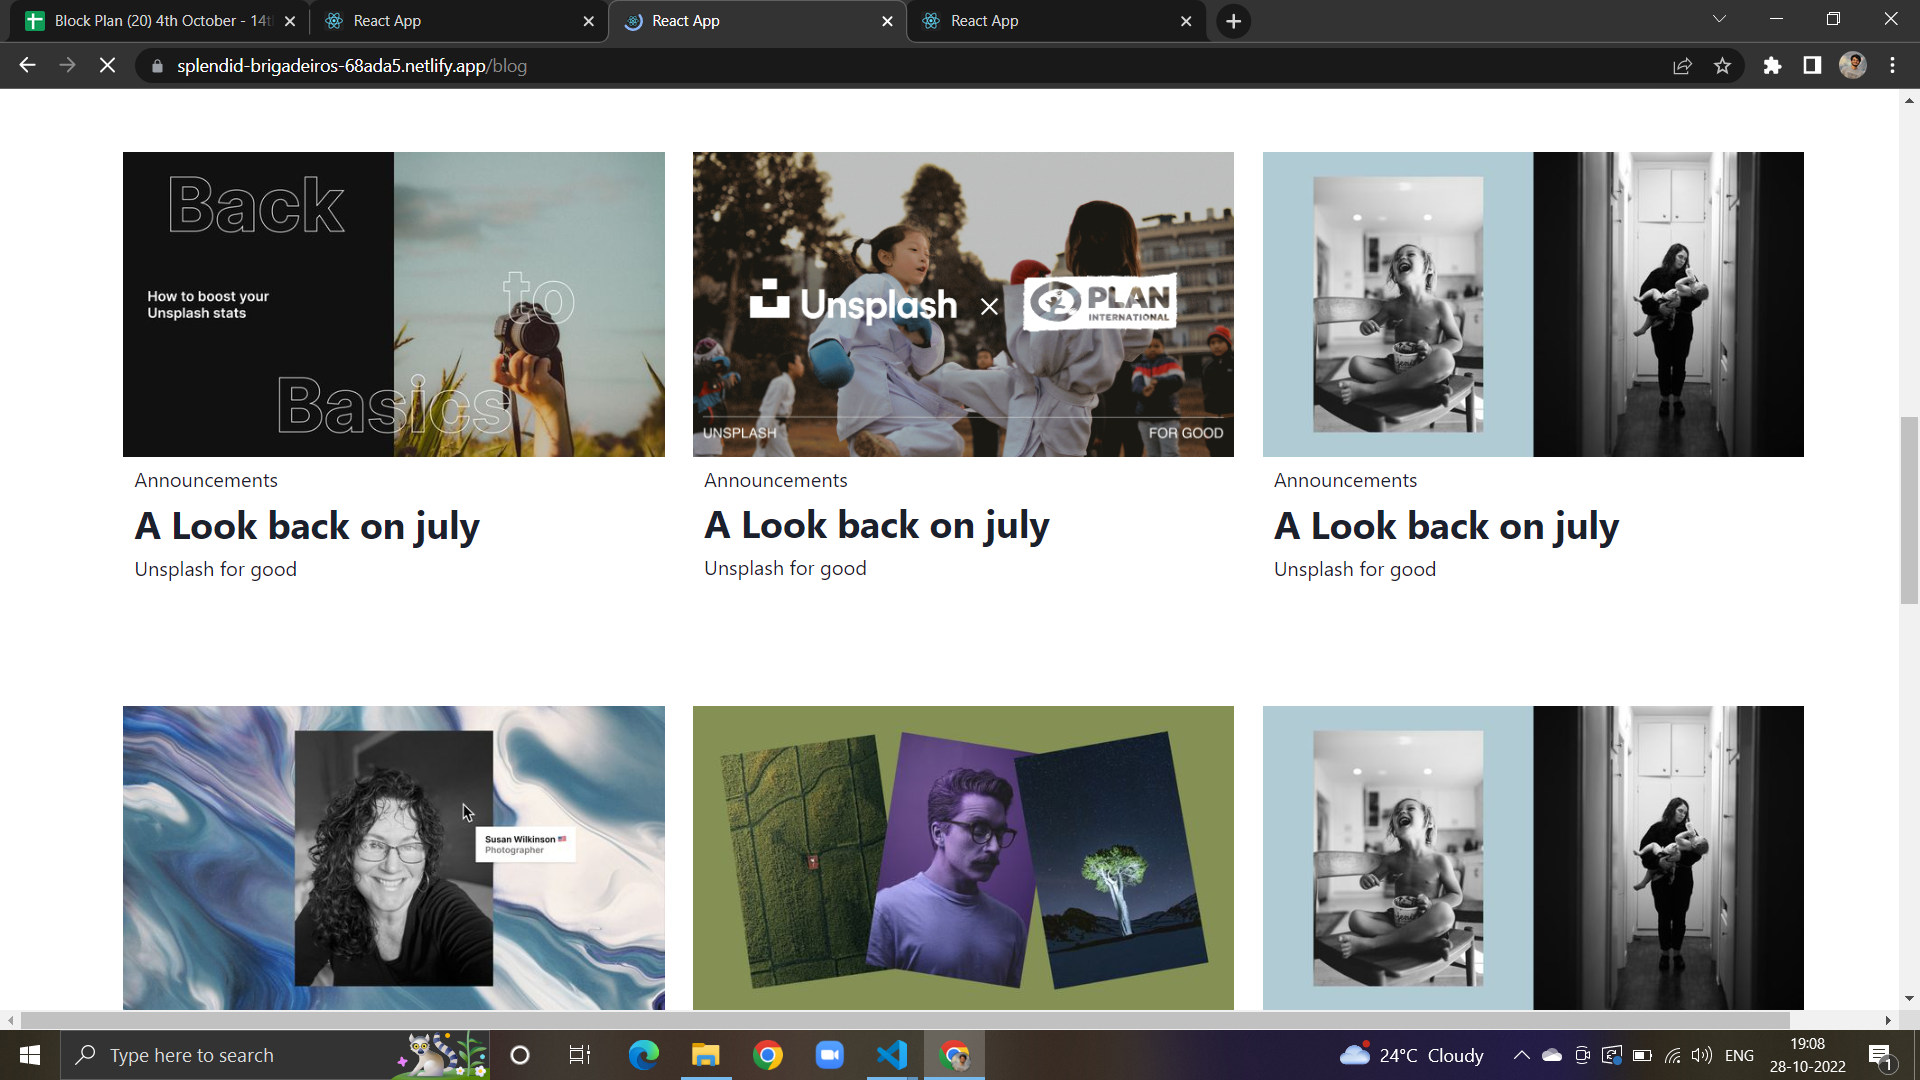 Block Plan (20) 4th October - 14t
React App
React App
React App
splendid-brigadeiros-68ada5.netlify.app/blog
Back
to
Basics
How to boost your
Unsplash stats
Unsplash × PLAN
INTERNATIONAL
UNSPLASH FOR GOOD
Announcements
A Look back on july
Unsplash for good
Announcements
A Look back on july
Unsplash for good
Announcements
A Look back on july
Unsplash for good
Susan Wilkinson
Photographer
Type here to search
24°C Cloudy
ENG
19:08
28-10-2022
1